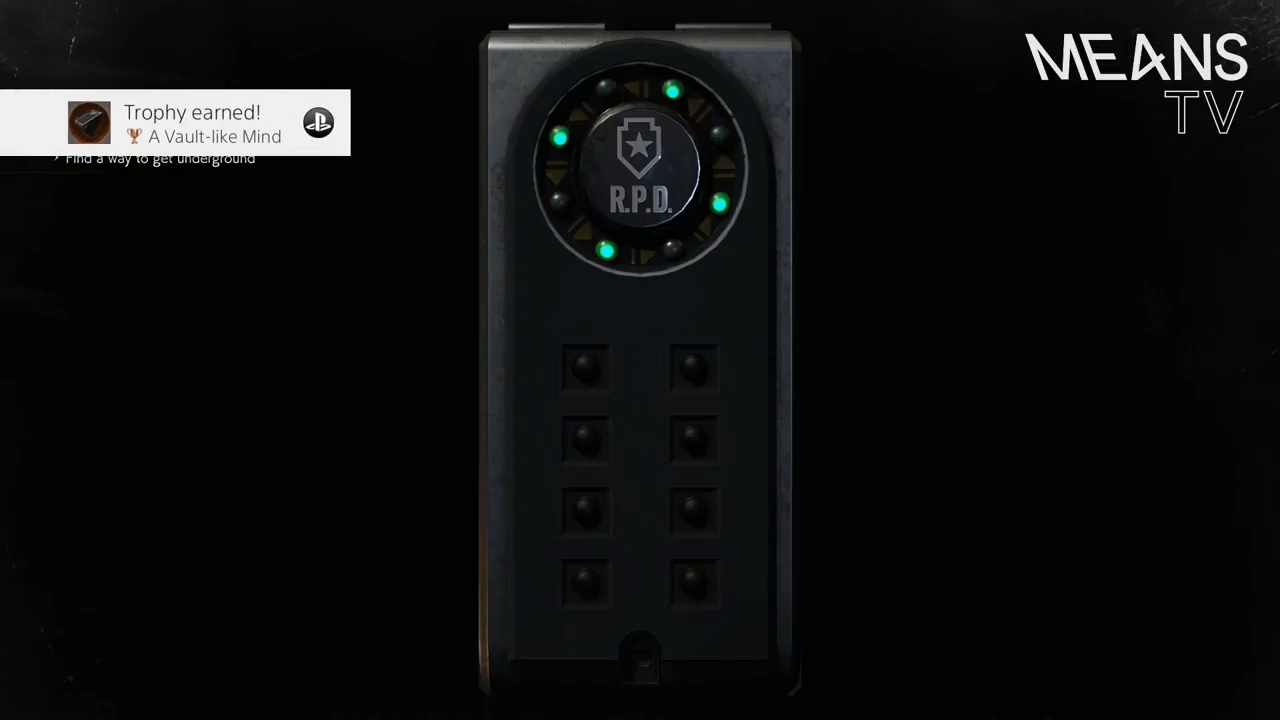 MEANS
TV
Trophy earned!
A Vault-like Mind
Find a way to get underground
R.P.D.